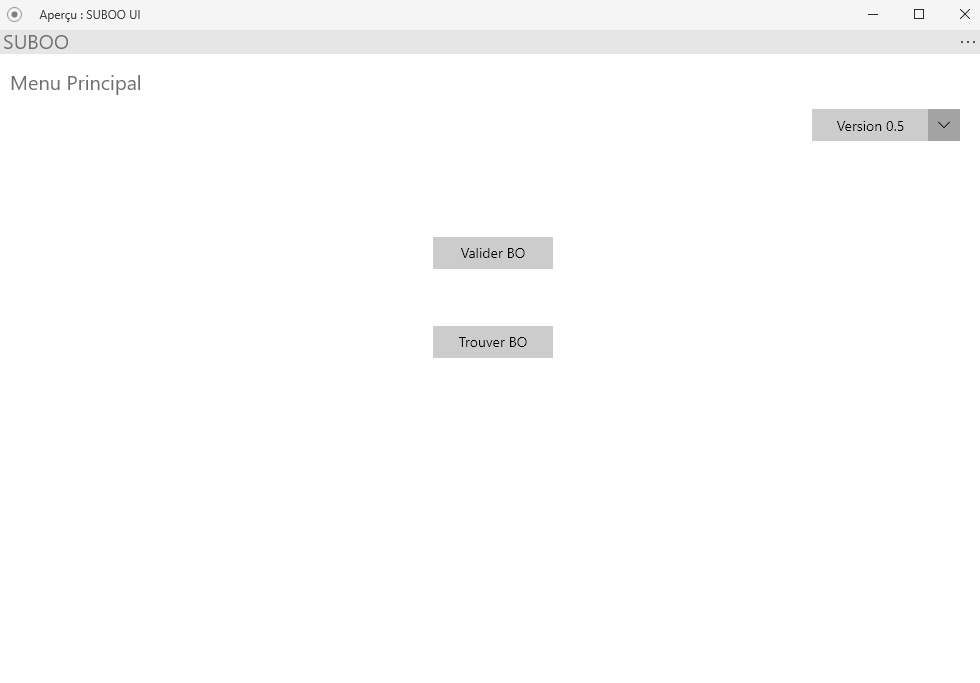 Aperçu : SUBOO UI
SUBOO
Menu Principal
Version 0.5
Valider BO
Trouver BO